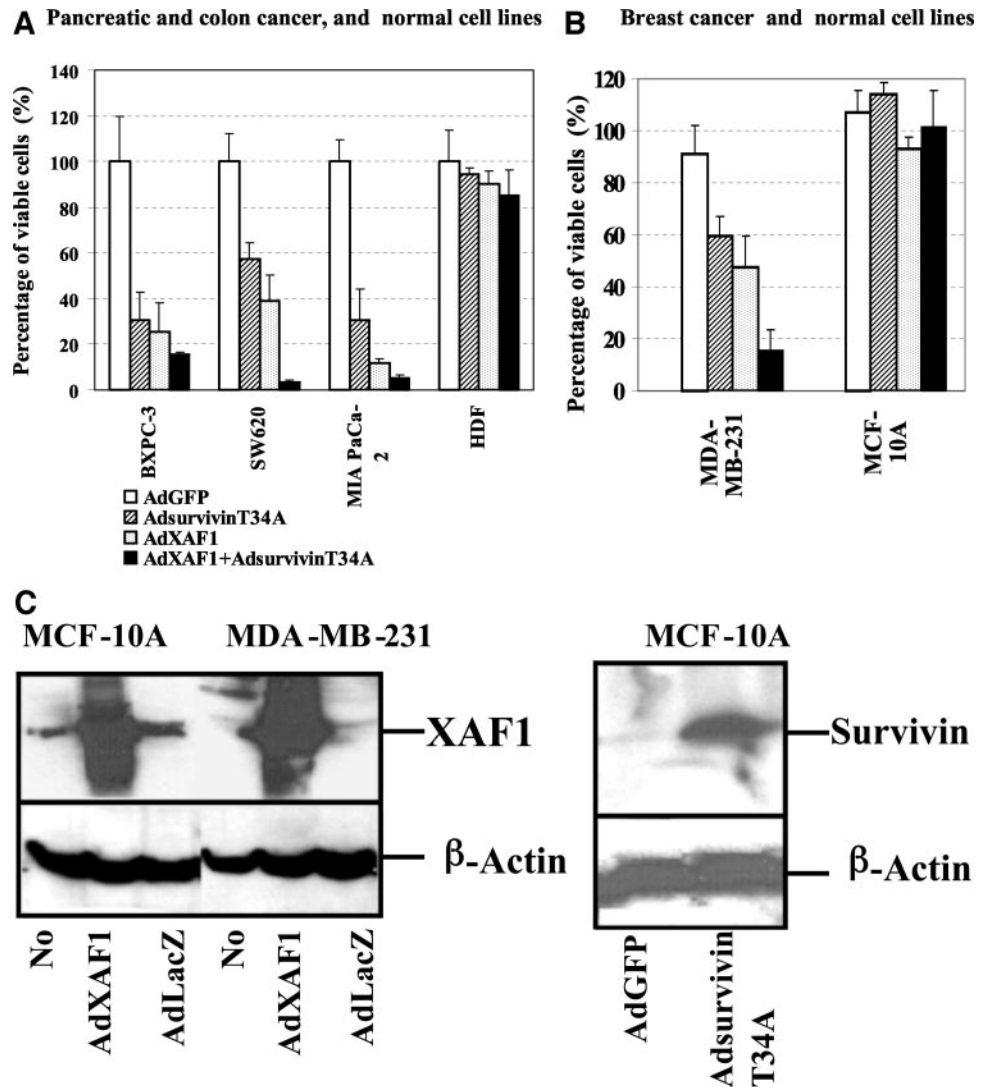 A Pancreatic and colon cancer, and normal cell lines
Percentage of viable cells (%)
140
120
100
80
60
40
20
0
BXPC-3
SW620
MIA PaCa-
2
HDF
AdGFP
AdsurvivinT34A
AdXAF1
AdXAF1+AdsurvivinT34A
B Breast cancer and normal cell lines
Percentage of viable cells (%)
120
100
80
60
40
20
0
MDA-
MB-231
MCF-
10A
C
MCF-10A MDA-MB-231
XAF1
β-Actin
No
AdXAF1
AdLacZ
No
AdXAF1
AdLacZ
MCF-10A
Survivin
β-Actin
AdGFP
Adsurvivin
T34A